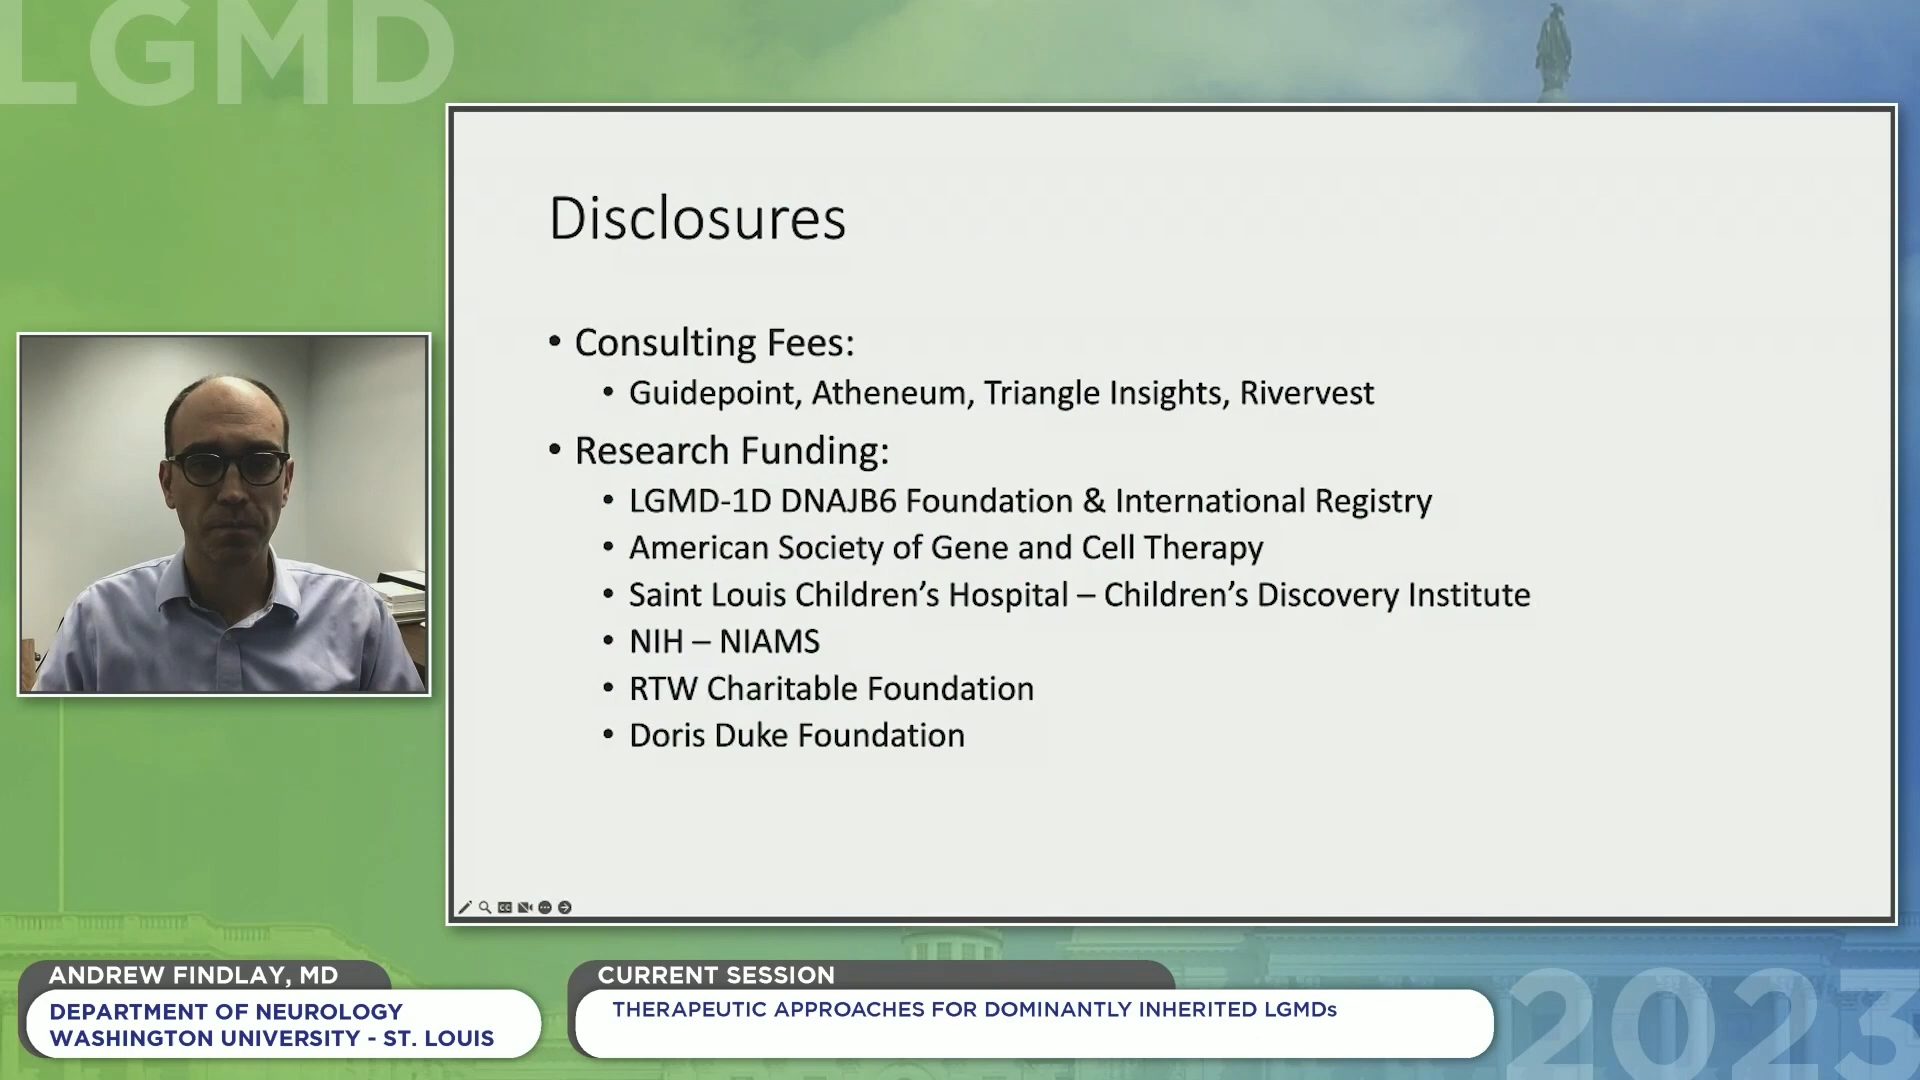 LGMD
Disclosures
• Consulting Fees:
• Guidepoint, Atheneum, Triangle Insights, Rivervest
• Research Funding:
• LGMD-1D DNAJB6 Foundation & International Registry
• American Society of Gene and Cell Therapy
• Saint Louis Children’s Hospital – Children’s Discovery Institute
• NIH – NIAMS
• RTW Charitable Foundation
• Doris Duke Foundation
ANDREW FINDLAY, MD
DEPARTMENT OF NEUROLOGY
WASHINGTON UNIVERSITY - ST. LOUIS
CURRENT SESSION
THERAPEUTIC APPROACHES FOR DOMINANTLY INHERITED LGMDs
2023